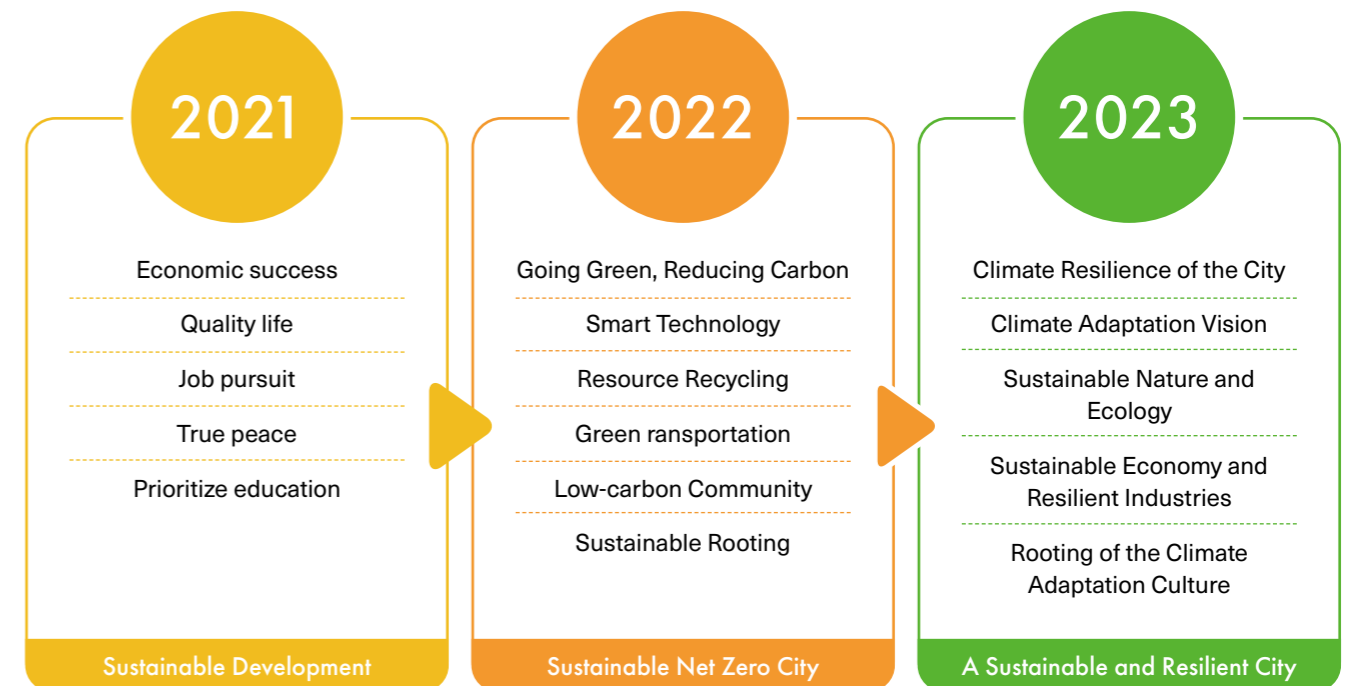 2021
Economic success
Quality life
Job pursuit
True peace
Prioritize education
Sustainable Development
2022
Going Green, Reducing Carbon
Smart Technology
Resource Recycling
Green ransportation
Low-carbon Community
Sustainable Rooting
Sustainable Net Zero City
2023
Climate Resilience of the City
Climate Adaptation Vision
Sustainable Nature and
Ecology
Sustainable Economy and
Resilient Industries
Rooting of the Climate
Adaptation Culture
A Sustainable and Resilient City